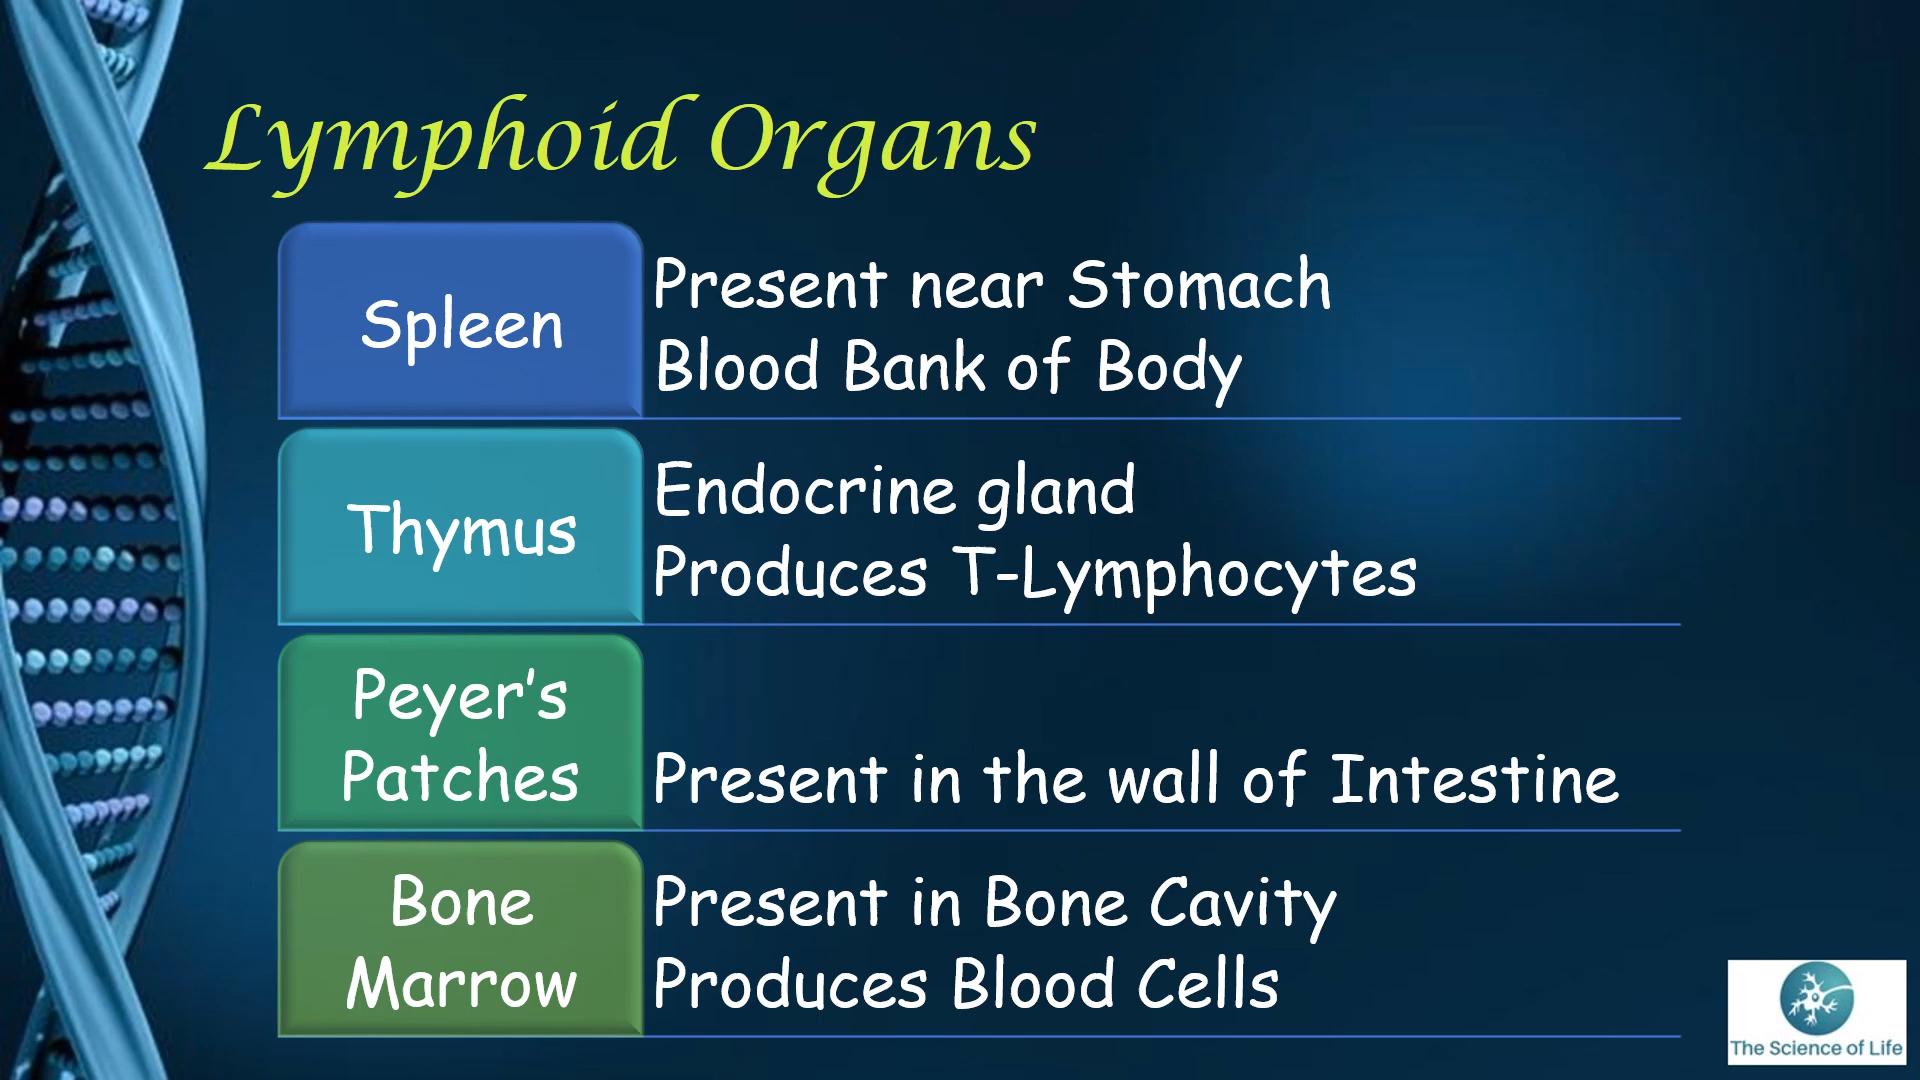 Lymphoid Organs
Spleen
Present near Stomach
Blood Bank of Body
Thymus
Endocrine gland
Produces T-Lymphocytes
Peyer's
Patches
Present in the wall of Intestine
Bone
Marrow
Present in Bone Cavity
Produces Blood Cells
The Science of Life